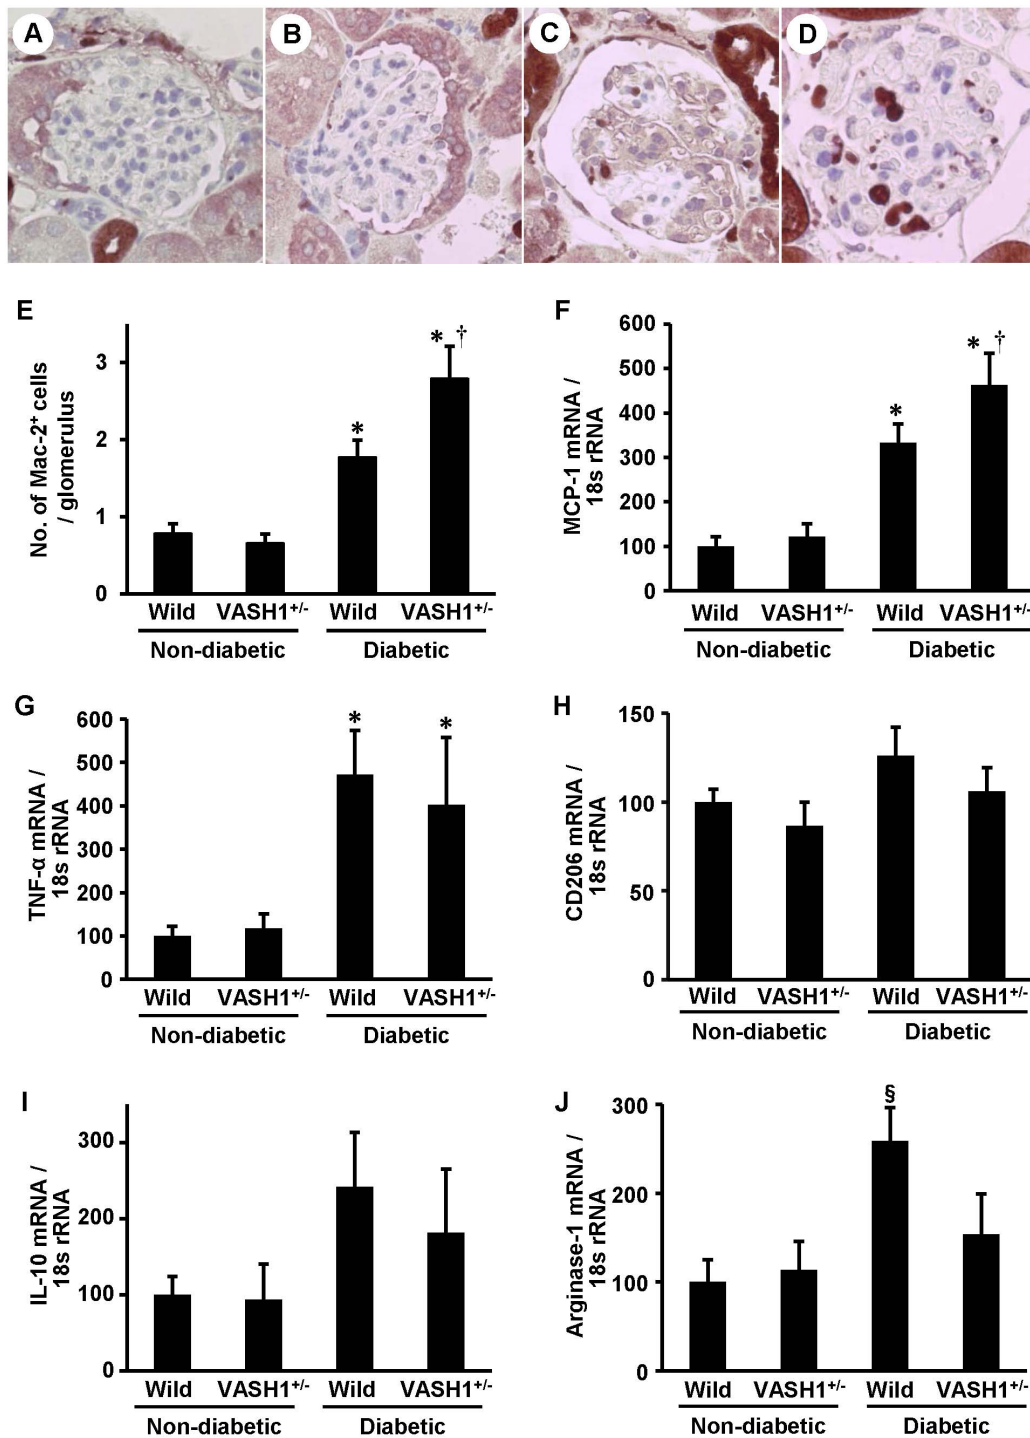 A B C D
E
No. of Mac-2⁺ cells
/ glomerulus
3
2
1
0
* * †
Wild VASH1⁺/⁻ Wild VASH1⁺/⁻
Non-diabetic Diabetic
F
MCP-1 mRNA /
18s rRNA
600
500
400
300
200
100
0
* * †
Wild VASH1⁺/⁻ Wild VASH1⁺/⁻
Non-diabetic Diabetic
G
TNF-α mRNA /
18s rRNA
600
500
400
300
200
100
0
* *
Wild VASH1⁺/⁻ Wild VASH1⁺/⁻
Non-diabetic Diabetic
H
CD206 mRNA /
18s rRNA
150
100
50
0
Wild VASH1⁺/⁻ Wild VASH1⁺/⁻
Non-diabetic Diabetic
I
IL-10 mRNA /
18s rRNA
300
200
100
0
Wild VASH1⁺/⁻ Wild VASH1⁺/⁻
Non-diabetic Diabetic
J
Arginase-1 mRNA /
18s rRNA
300
200
100
0
§
Wild VASH1⁺/⁻ Wild VASH1⁺/⁻
Non-diabetic Diabetic